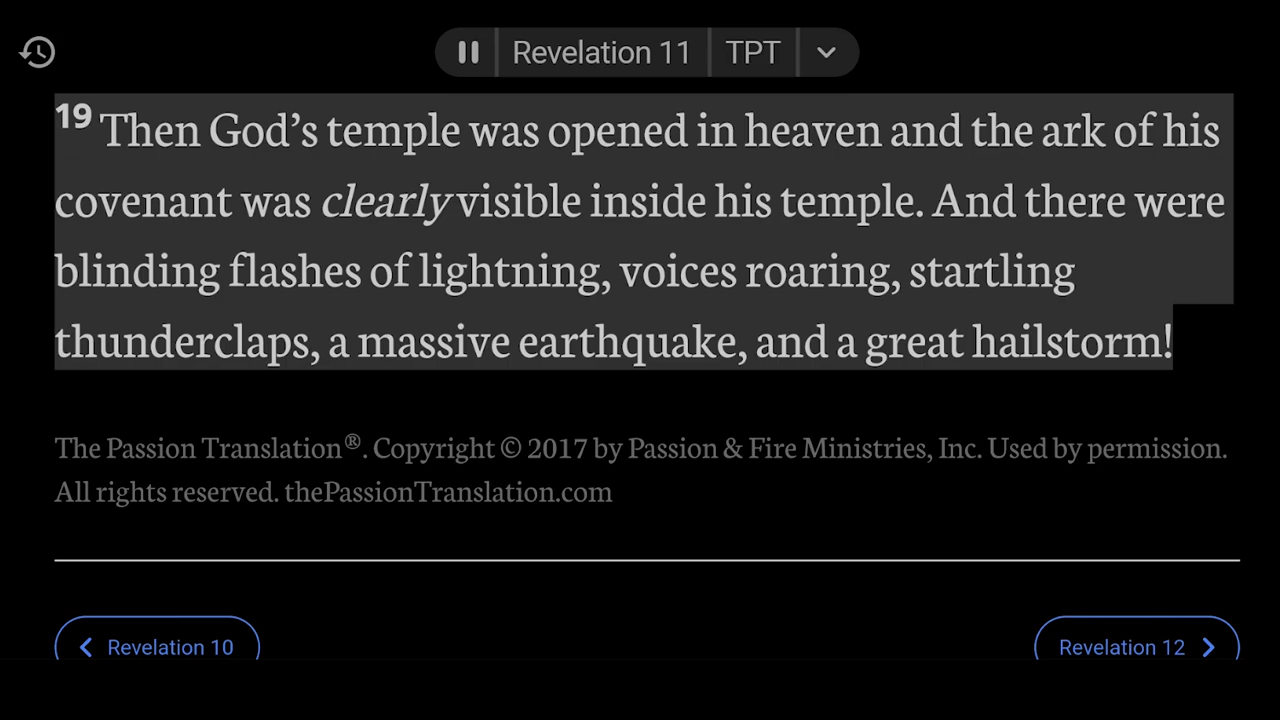 Revelation 11 TPT
19 Then God’s temple was opened in heaven and the ark of his
covenant was clearly visible inside his temple. And there were
blinding flashes of lightning, voices roaring, startling
thunderclaps, a massive earthquake, and a great hailstorm!
The Passion Translation®. Copyright © 2017 by Passion & Fire Ministries, Inc. Used by permission.
All rights reserved. thePassionTranslation.com
Revelation 10 Revelation 12